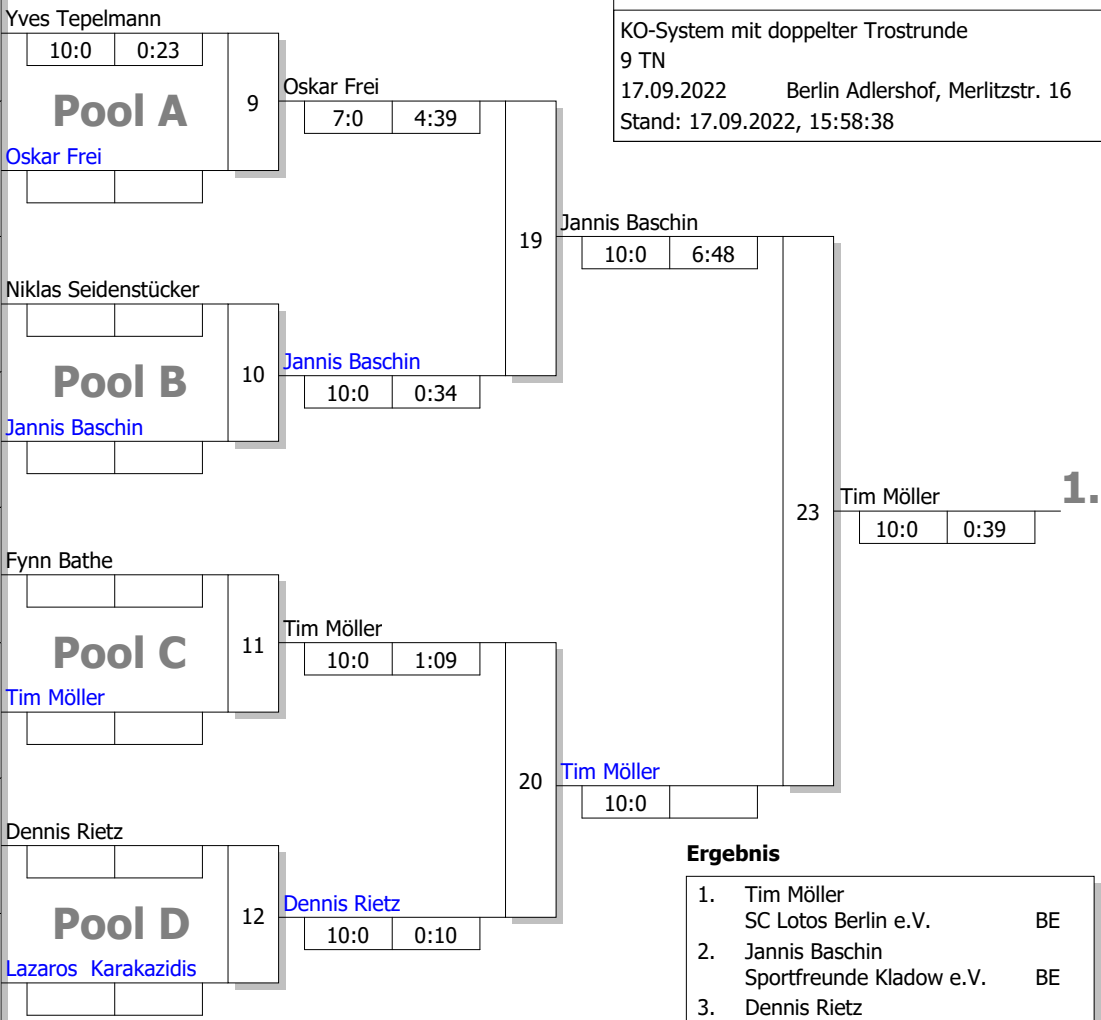 KO-System mit doppelter Trostrunde
9 TN
17.09.2022 Berlin Adlershof, Merlitzstr. 16
Stand: 17.09.2022, 15:58:38
Yves Tepelmann
10:0 0:23
Pool A
9
Oskar Frei
Oskar Frei
7:0 4:39
Niklas Seidenstücker
Pool B
10
Jannis Baschin
Jannis Baschin
10:0 0:34
19
Jannis Baschin
10:0 6:48
Fynn Bathe
Pool C
11
Tim Möller
Tim Möller
10:0 1:09
Dennis Rietz
Pool D
12
Lazaros Karakazidis
Dennis Rietz
10:0 0:10
20
Tim Möller
10:0
23
Tim Möller
10:0 0:39
1.
Ergebnis
1. Tim Möller
SC Lotos Berlin e.V. BE
2. Jannis Baschin
Sportfreunde Kladow e.V. BE
3. Dennis Rietz